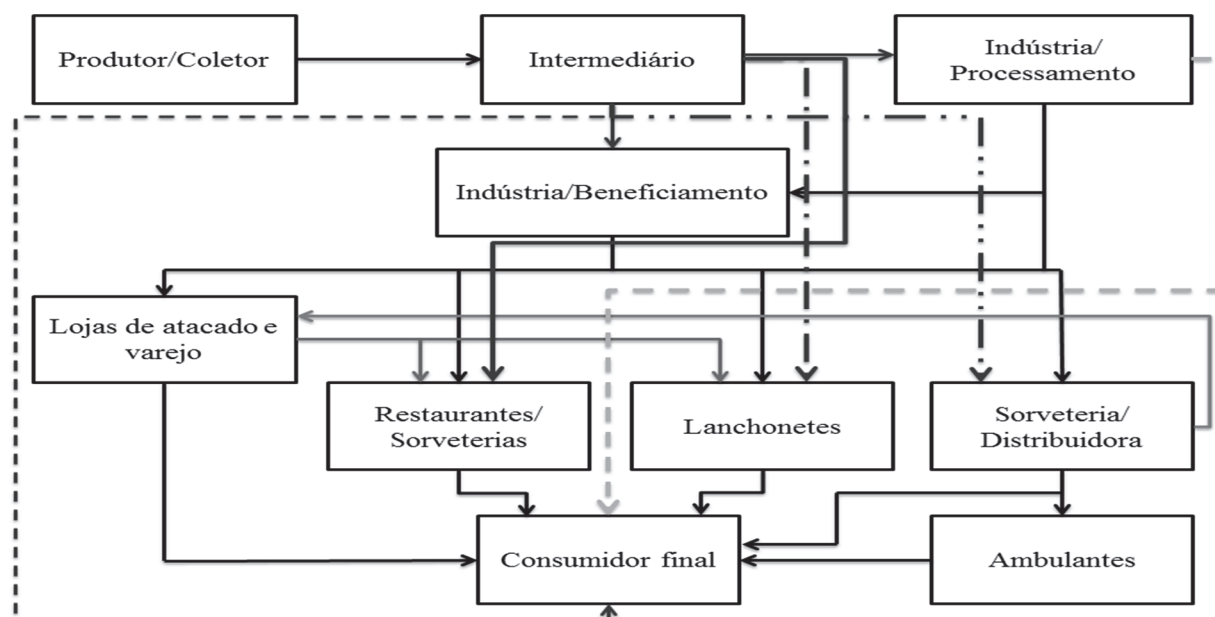 Produtor/Coletor
Intermediário
Indústria/
Processamento
Indústria/Beneficiamento
Lojas de atacado e
varejo
Restaurantes/
Sorveterias
Lanchonetes
Sorveteria/
Distribuidora
Consumidor final
Ambulantes